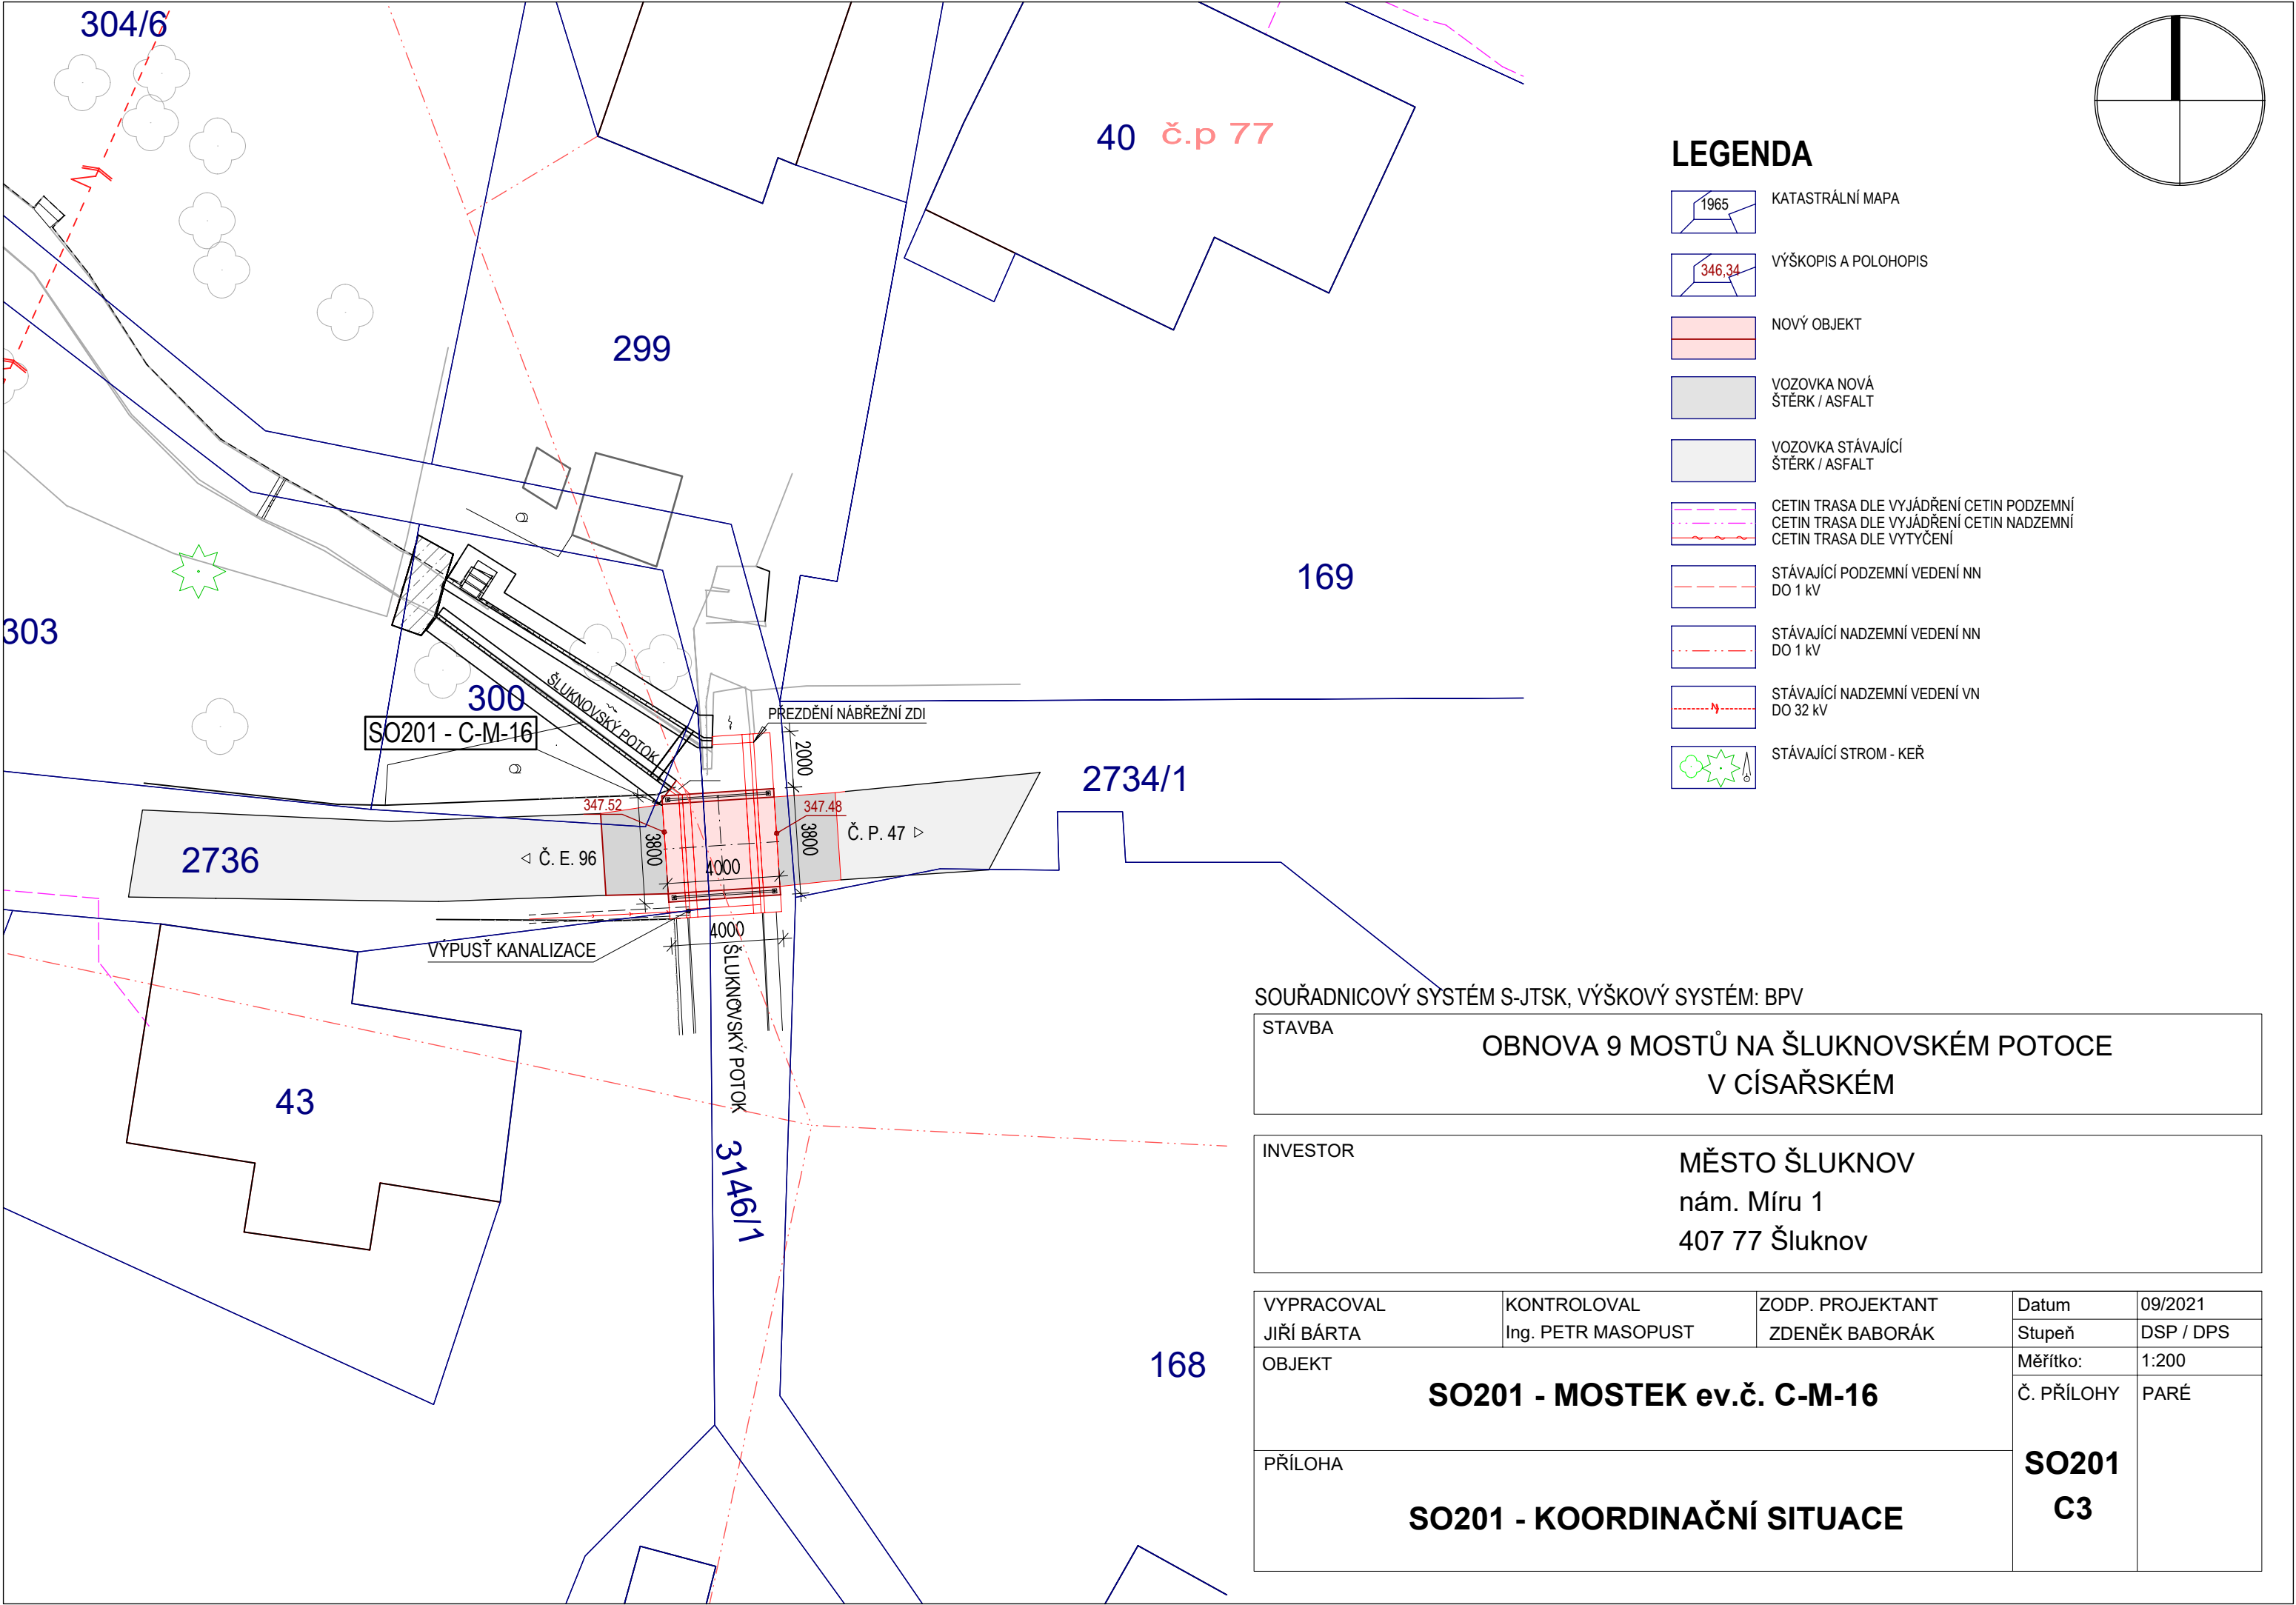 304/6
40 č.p 77
299
169
303
300
ŠLUKNOVSKÝ POTOK
SO201 - C-M-16
PŘEZDĚNÍ NÁBŘEŽNÍ ZDI
2000
2734/1
347.52
347.48
3800
3800
Č. P. 47
Č. E. 96
2736
4000
4000
VÝPUSŤ KANALIZACE
ŠLUKNOVSKÝ POTOK
43
3146/1
168
LEGENDA
1965
KATASTRÁLNÍ MAPA
346,34
VÝŠKOPIS A POLOHOPIS
NOVÝ OBJEKT
VOZOVKA NOVÁ
ŠTĚRK / ASFALT
VOZOVKA STÁVAJÍCÍ
ŠTĚRK / ASFALT
CETIN TRASA DLE VYJÁDŘENÍ CETIN PODZEMNÍ
CETIN TRASA DLE VYJÁDŘENÍ CETIN NADZEMNÍ
CETIN TRASA DLE VYTYČENÍ
STÁVAJÍCÍ PODZEMNÍ VEDENÍ NN
DO 1 kV
STÁVAJÍCÍ NADZEMNÍ VEDENÍ NN
DO 1 kV
STÁVAJÍCÍ NADZEMNÍ VEDENÍ VN
DO 32 kV
STÁVAJÍCÍ STROM - KEŘ
SOUŘADNICOVÝ SYSTÉM S-JTSK, VÝŠKOVÝ SYSTÉM: BPV
STAVBA
OBNOVA 9 MOSTŮ NA ŠLUKNOVSKÉM POTOCE
V CÍSAŘSKÉM
INVESTOR
MĚSTO ŠLUKNOV
nám. Míru 1
407 77 Šluknov
VYPRACOVAL
JIŘÍ BÁRTA
KONTROLOVAL
Ing. PETR MASOPUST
ZODP. PROJEKTANT
ZDENĚK BABORÁK
Datum 09/2021
Stupeň DSP / DPS
Měřítko: 1:200
Č. PŘÍLOHY PARÉ
OBJEKT
SO201 - MOSTEK ev.č. C-M-16
PŘÍLOHA
SO201 - KOORDINAČNÍ SITUACE
SO201
C3